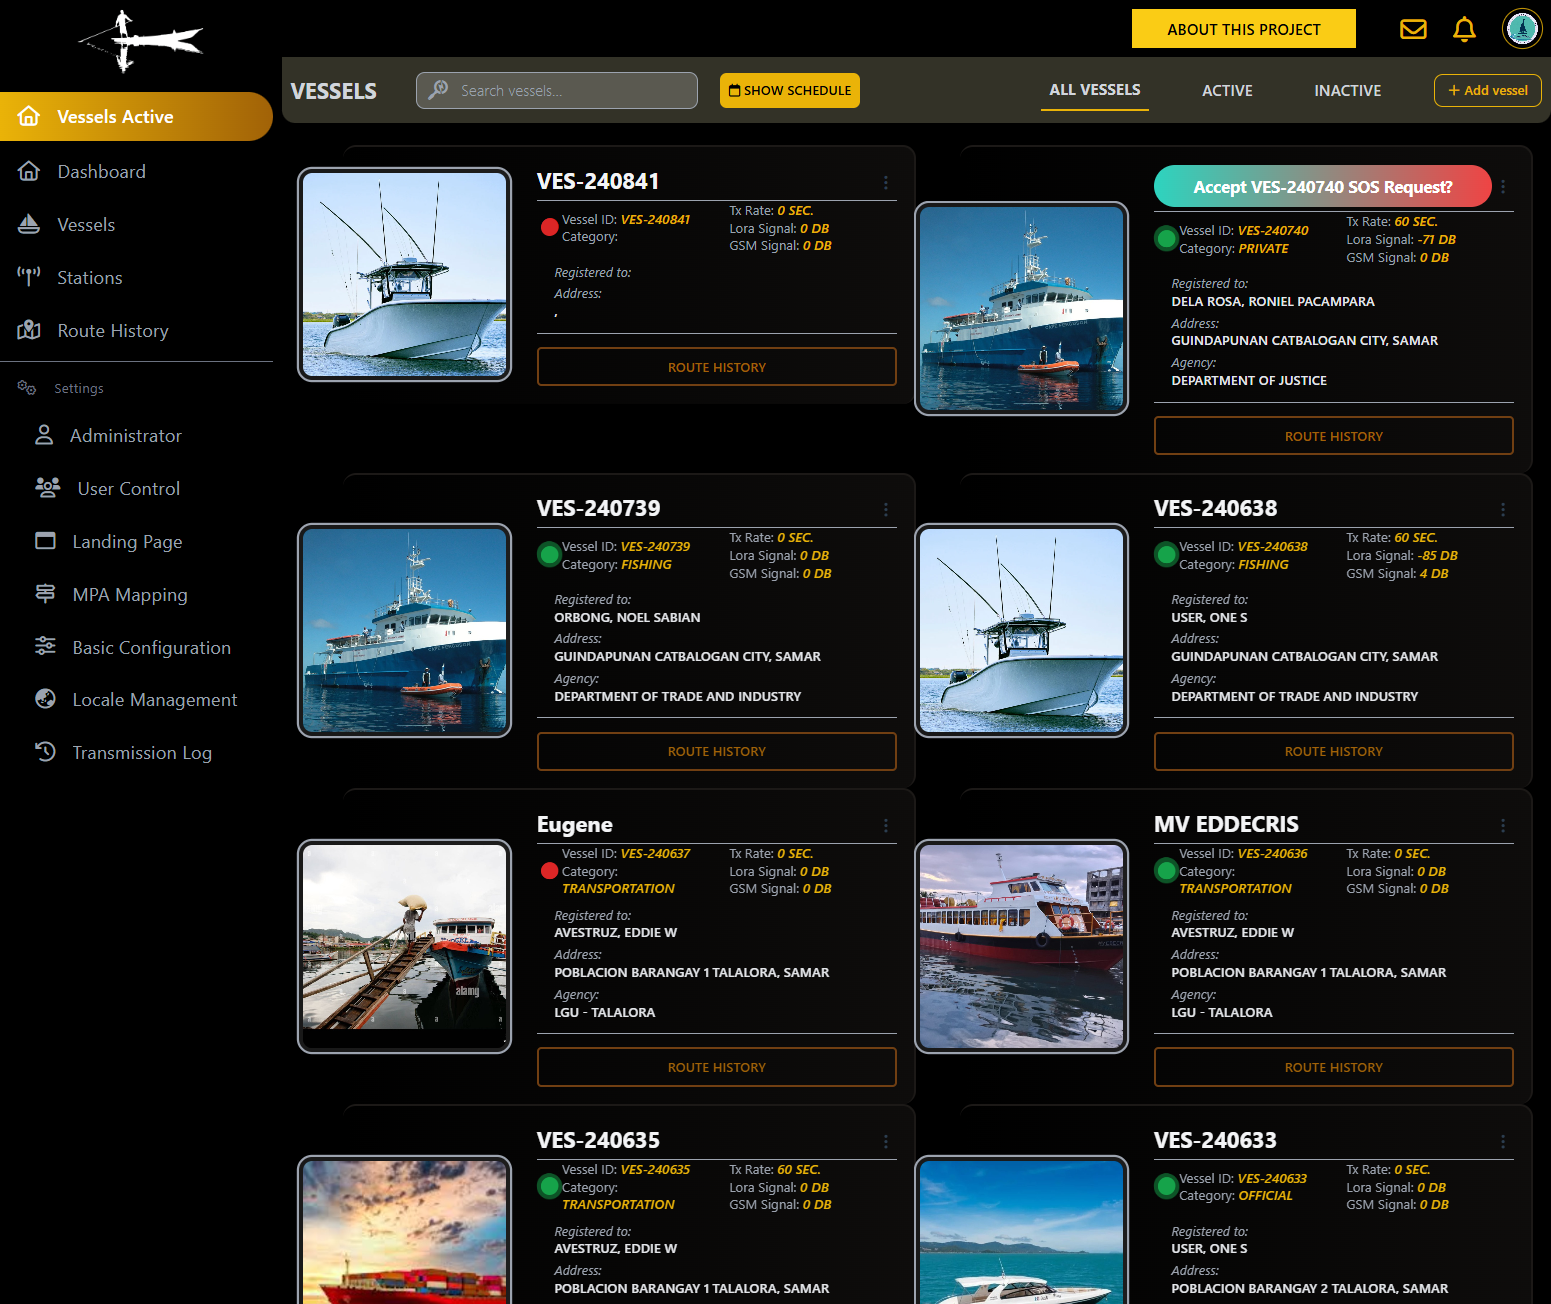 ABOUT THIS PROJECT
Vessels Active
Dashboard
Vessels
Stations
Route History
Settings
Administrator
User Control
Landing Page
MPA Mapping
Basic Configuration
Locale Management
Transmission Log
VESSELS
Search vessels...
SHOW SCHEDULE
ALL VESSELS
ACTIVE
INACTIVE
+ Add vessel
VES-240841
Vessel ID: VES-240841
Category:
Tx Rate: 0 SEC.
Lora Signal: 0 DB
GSM Signal: 0 DB
Registered to:
Address:
,
ROUTE HISTORY
Accept VES-240740 SOS Request?
Vessel ID: VES-240740
Category: PRIVATE
Tx Rate: 60 SEC.
Lora Signal: -71 DB
GSM Signal: 0 DB
Registered to:
DELA ROSA, RONIEL PACAMPARA
Address:
GUINDAPUNAN CATBALOGAN CITY, SAMAR
Agency:
DEPARTMENT OF JUSTICE
ROUTE HISTORY
VES-240739
Vessel ID: VES-240739
Category: FISHING
Tx Rate: 0 SEC.
Lora Signal: 0 DB
GSM Signal: 0 DB
Registered to:
ORBONG, NOEL SABIAN
Address:
GUINDAPUNAN CATBALOGAN CITY, SAMAR
Agency:
DEPARTMENT OF TRADE AND INDUSTRY
ROUTE HISTORY
VES-240638
Vessel ID: VES-240638
Category: FISHING
Tx Rate: 60 SEC.
Lora Signal: -85 DB
GSM Signal: 4 DB
Registered to:
USER, ONE S
Address:
GUINDAPUNAN CATBALOGAN CITY, SAMAR
Agency:
DEPARTMENT OF TRADE AND INDUSTRY
ROUTE HISTORY
Eugene
Vessel ID: VES-240637
Category:
TRANSPORTATION
Tx Rate: 0 SEC.
Lora Signal: 0 DB
GSM Signal: 0 DB
Registered to:
AVESTRUZ, EDDIE W
Address:
POBLACION BARANGAY 1 TALALORA, SAMAR
Agency:
LGU - TALALORA
ROUTE HISTORY
alamy
MV EDDECRIS
Vessel ID: VES-240636
Category:
TRANSPORTATION
Tx Rate: 0 SEC.
Lora Signal: 0 DB
GSM Signal: 0 DB
Registered to:
AVESTRUZ, EDDIE W
Address:
POBLACION BARANGAY 1 TALALORA, SAMAR
Agency:
LGU - TALALORA
ROUTE HISTORY
VES-240635
Vessel ID: VES-240635
Category:
TRANSPORTATION
Tx Rate: 60 SEC.
Lora Signal: 0 DB
GSM Signal: 0 DB
Registered to:
AVESTRUZ, EDDIE W
Address:
POBLACION BARANGAY 1 TALALORA, SAMAR
VES-240633
Vessel ID: VES-240633
Category: OFFICIAL
Tx Rate: 0 SEC.
Lora Signal: 0 DB
GSM Signal: 0 DB
Registered to:
USER, ONE S
Address:
POBLACION BARANGAY 2 TALALORA, SAMAR